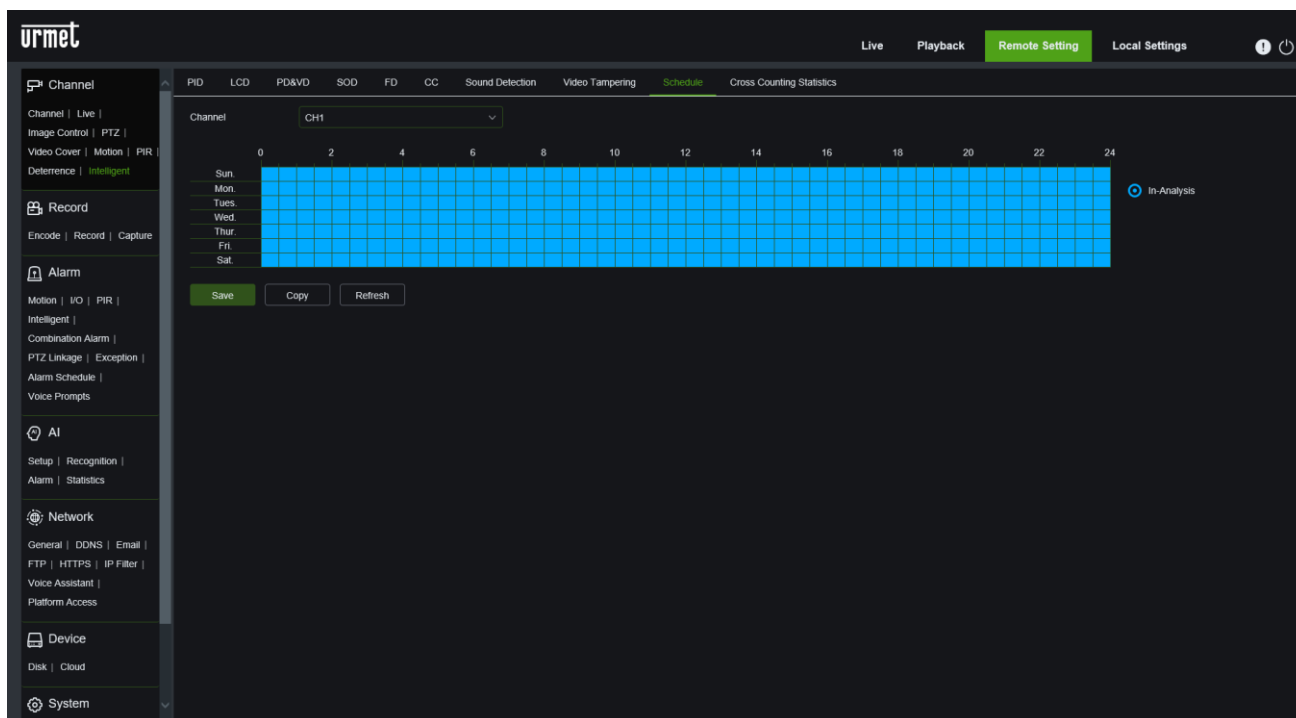 urmet
Live Playback Remote Setting Local Settings
Channel
Channel | Live |
Image Control | PTZ |
Video Cover | Motion | PIR |
Deterrence | Intelligent
Record
Encode | Record | Capture
Alarm
Motion | I/O | PIR |
Intelligent |
Combination Alarm |
PTZ Linkage | Exception |
Alarm Schedule |
Voice Prompts
AI
Setup | Recognition |
Alarm | Statistics
Network
General | DDNS | Email |
FTP | HTTPS | IP Filter |
Voice Assistant |
Platform Access
Device
Disk | Cloud
System
PID LCD PD&VD SOD FD CC Sound Detection Video Tampering Schedule Cross Counting Statistics
Channel CH1
0 2 4 6 8 10 12 14 16 18 20 22 24
Sun.
Mon.
Tues.
Wed.
Thur.
Fri.
Sat.
In-Analysis
Save Copy Refresh